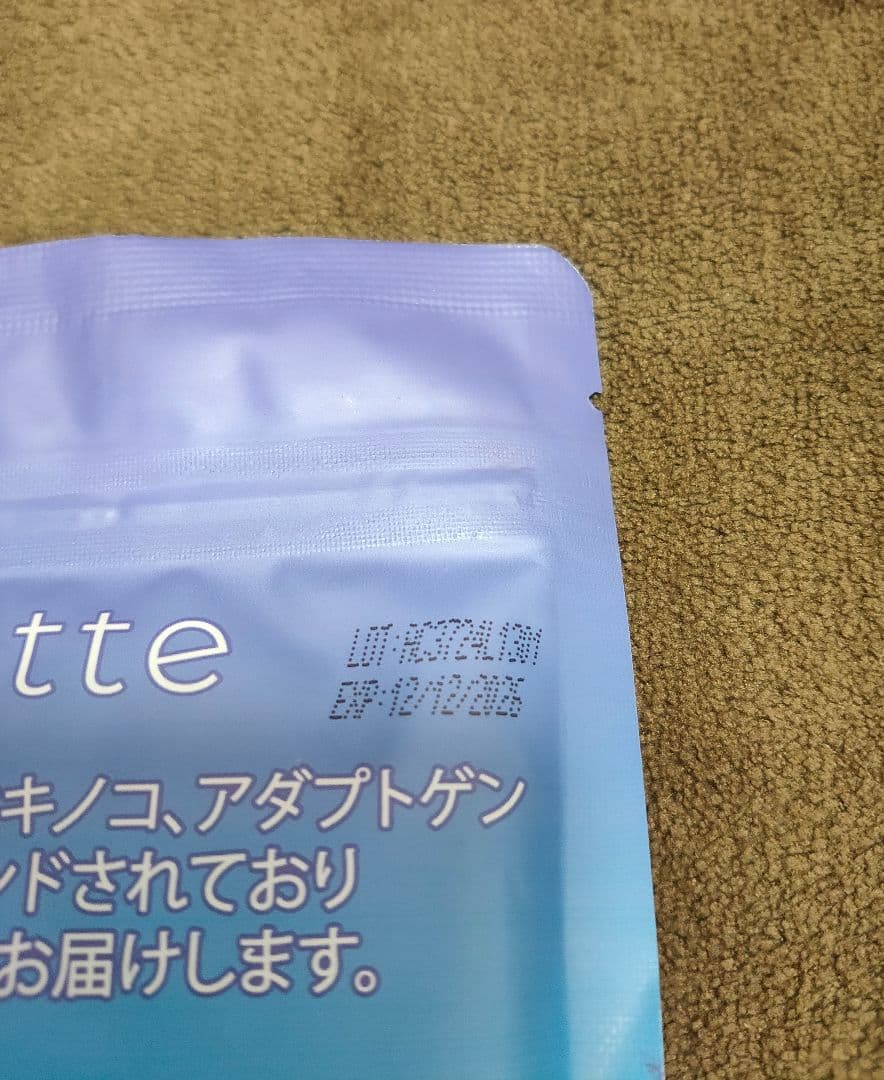 tte
LOT:AC3724L1301
EXP:12/12/2026
キノコ、アダプトゲン
ンドされており
お届けします。